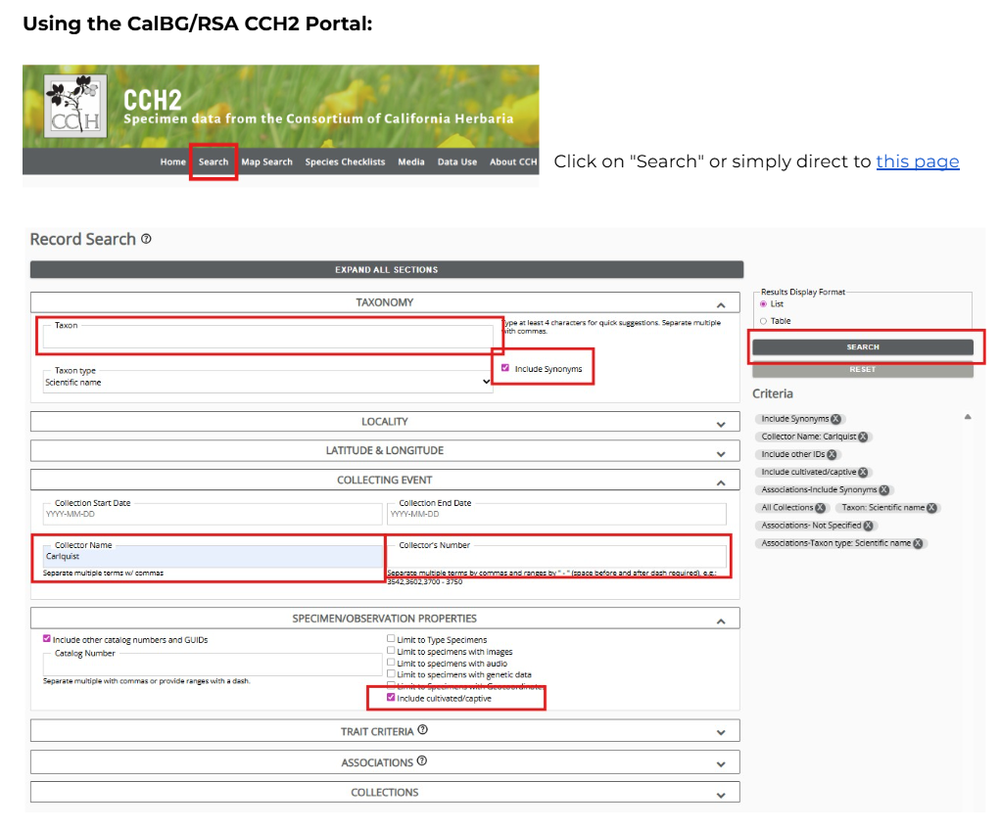 Using the CalBG/RSA CCH2 Portal:
CCH
CCH2
Specimen data from the Consortium of California Herbaria
Home Search Map Search Species Checklists Media Data Use About CCH
Click on "Search" or simply direct to this page
Record Search ?
EXPAND ALL SECTIONS
TAXONOMY
Taxon
Type at least 4 characters for quick suggestions. Separate multiple
with commas.
Include Synonyms
Taxon type
Scientific name
LOCALITY
LATITUDE & LONGITUDE
COLLECTING EVENT
Collection Start Date
YYYY-MM-DD
Collection End Date
YYYY-MM-DD
Collector Name
Carlquist
Separate multiple terms w/ commas
Collector's Number
Separate multiple terms by commas and ranges by " - " (space before and after dash required), e.g.:
3542,3602,3700 - 3750
SPECIMEN/OBSERVATION PROPERTIES
Include other catalog numbers and GUIDs
Catalog Number
Separate multiple with commas or provide ranges with a dash.
Limit to Type Specimens
Limit to specimens with images
Limit to specimens with audio
Limit to specimens with genetic data
Limit to Specimens with Geocoordinates
Include cultivated/captive
TRAIT CRITERIA ?
ASSOCIATIONS ?
COLLECTIONS
Results Display Format
List
Table
SEARCH
RESET
Criteria
Include Synonyms X
Collector Name: Carlquist X
Include other IDs X
Include cultivated/captive X
Associations-Include Synonyms X
All Collections X Taxon: Scientific name X
Associations- Not Specified X
Associations-Taxon type: Scientific name X